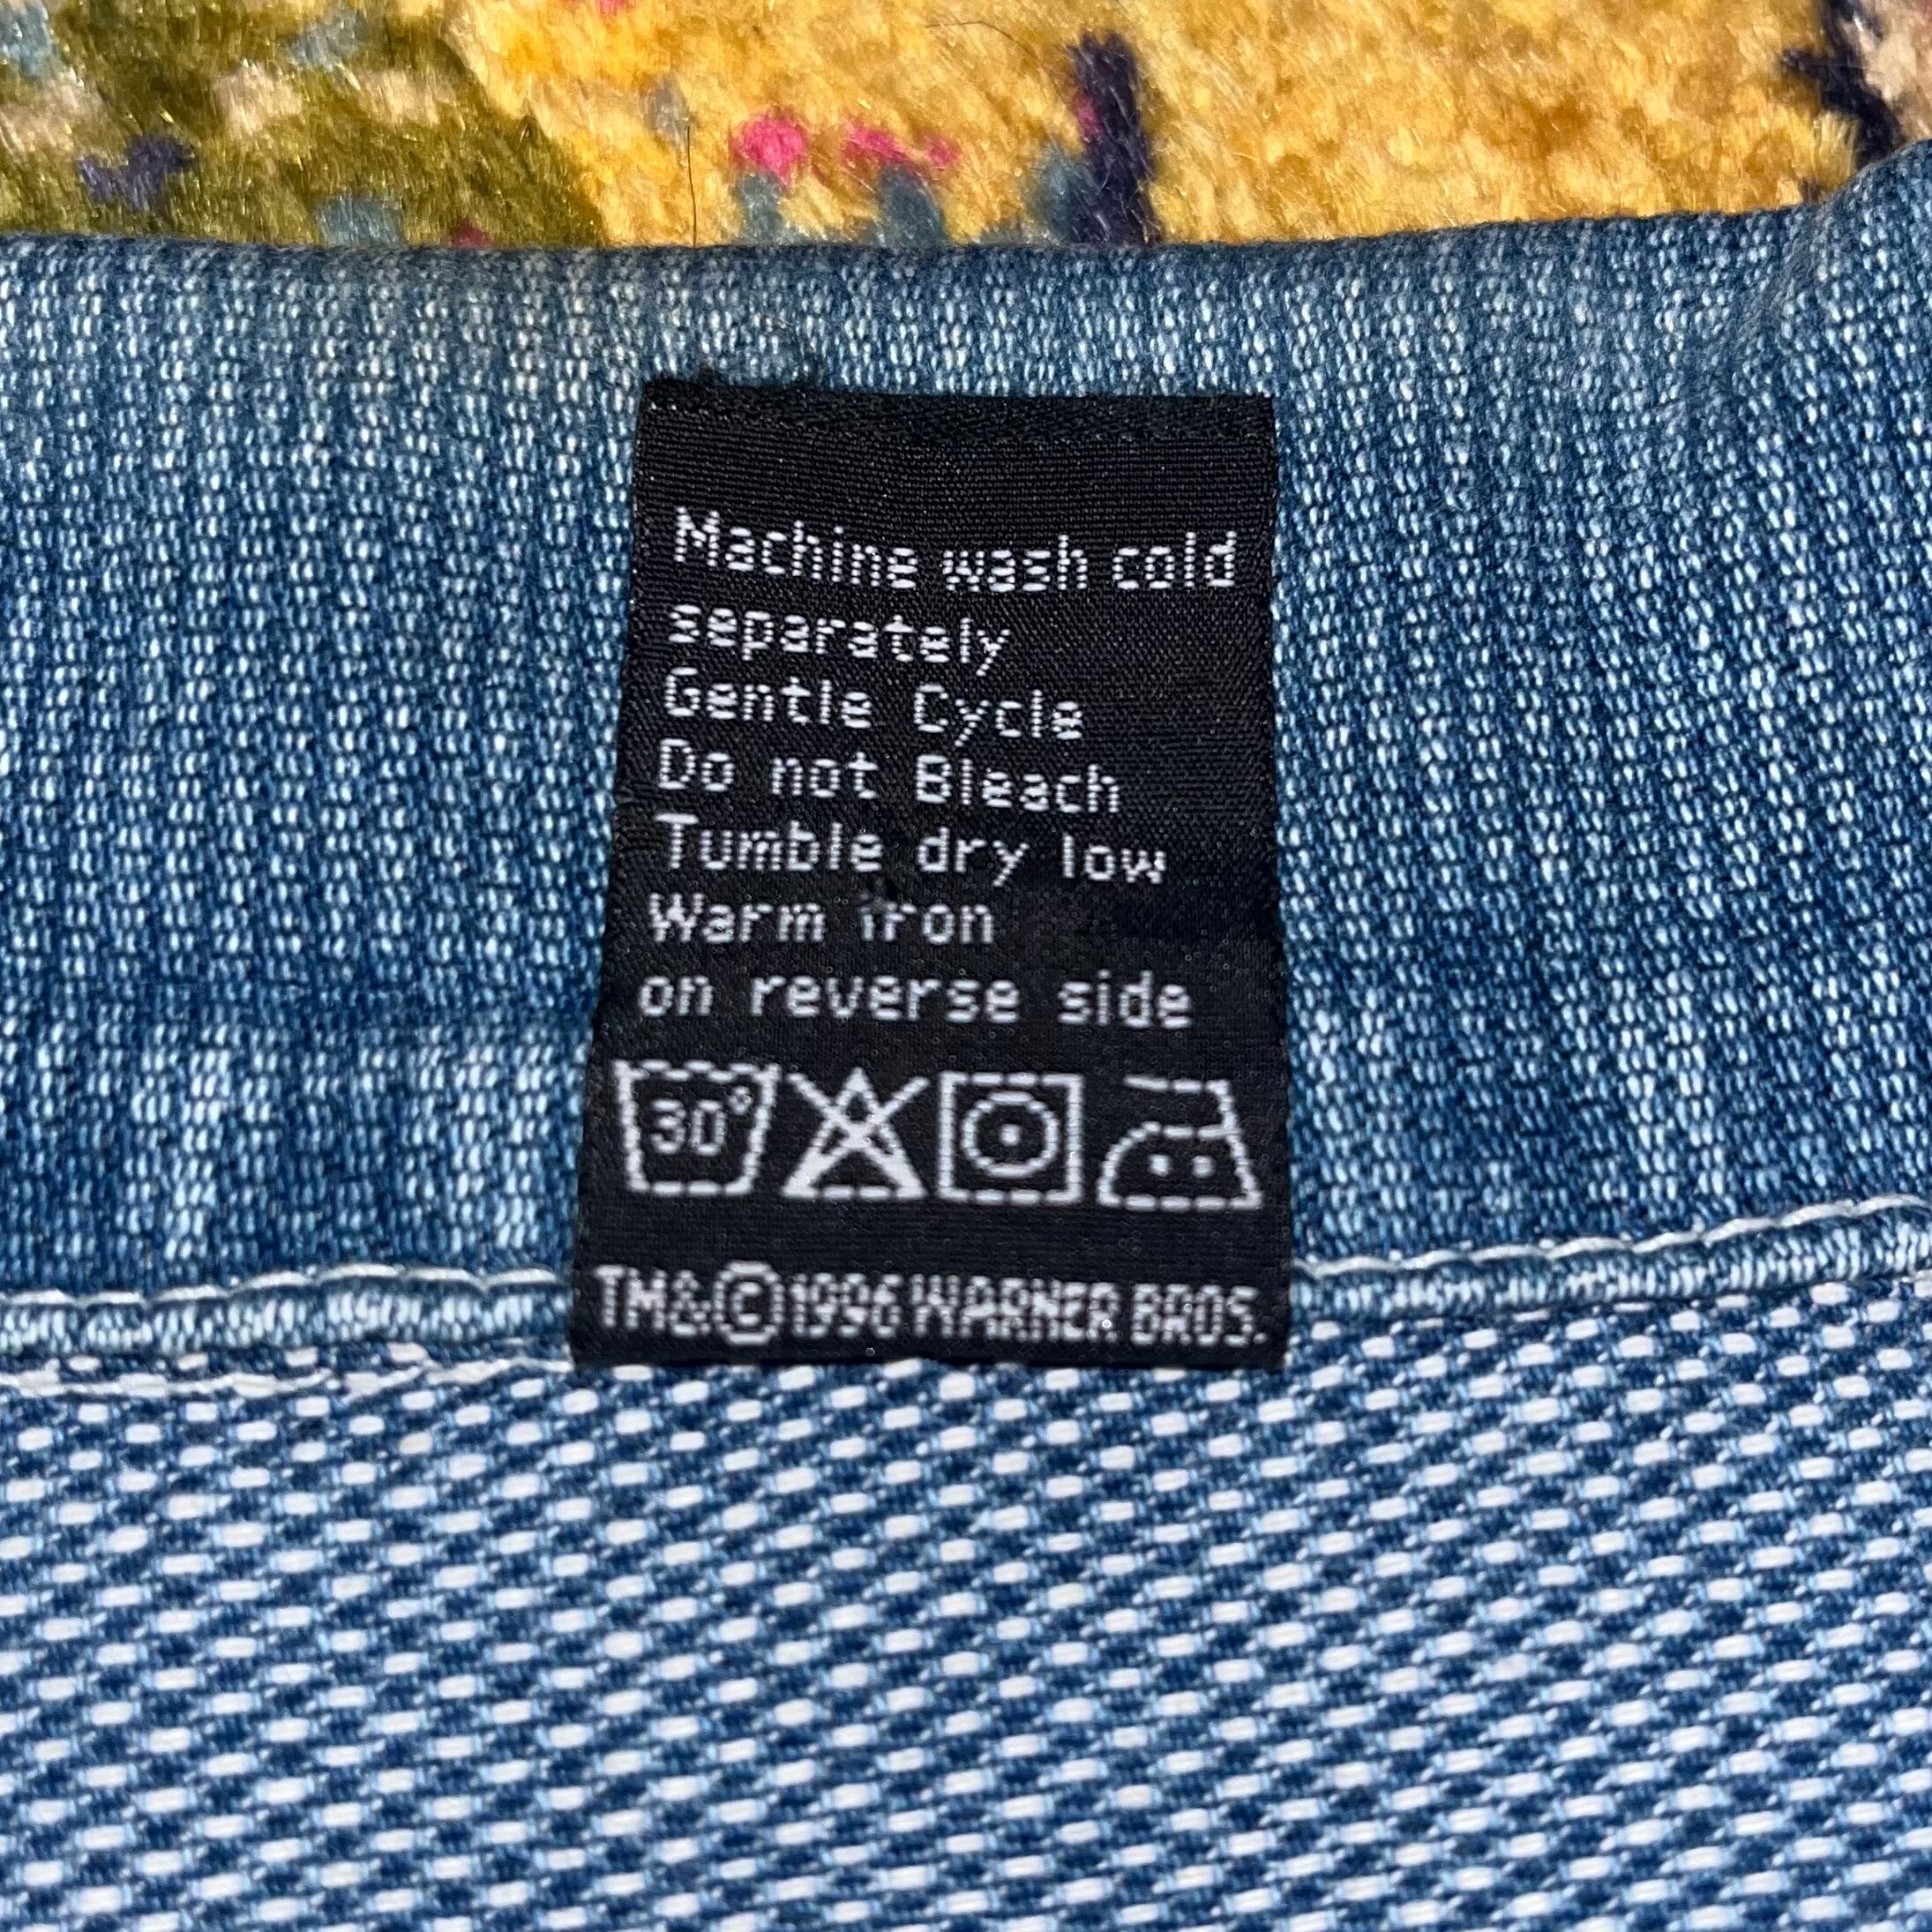 Machine wash cold
separately
Gentle Cycle
Do not Bleach
Tumble dry low
Warm iron
on reverse side
30°
TM&©1996 WARNER BROS.